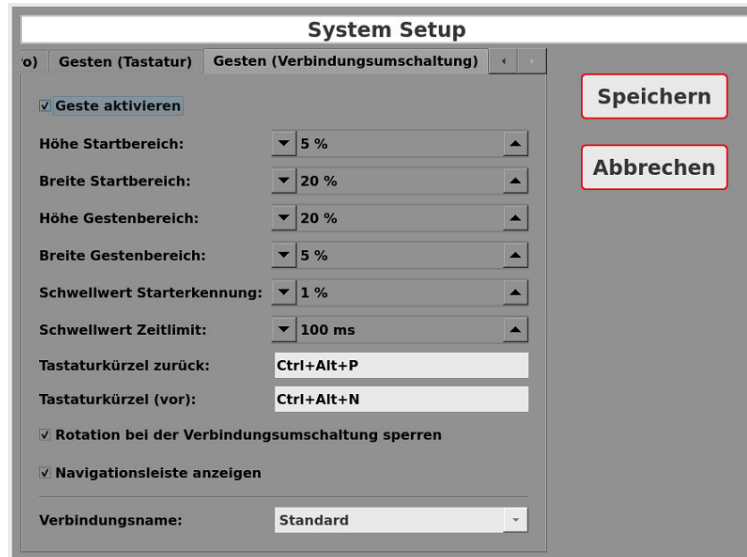 System Setup
ro) Gesten (Tastatur) Gesten (Verbindungsumschaltung)
Speichern
Abbrechen
Geste aktivieren
Höhe Startbereich: 5 %
Breite Startbereich: 20 %
Höhe Gestenbereich: 20 %
Breite Gestenbereich: 5 %
Schwellwert Starterkennung: 1 %
Schwellwert Zeitlimit: 100 ms
Tastaturkürzel zurück: Ctrl+Alt+P
Tastaturkürzel (vor): Ctrl+Alt+N
Rotation bei der Verbindungsumschaltung sperren
Navigationsleiste anzeigen
Verbindungsname: Standard